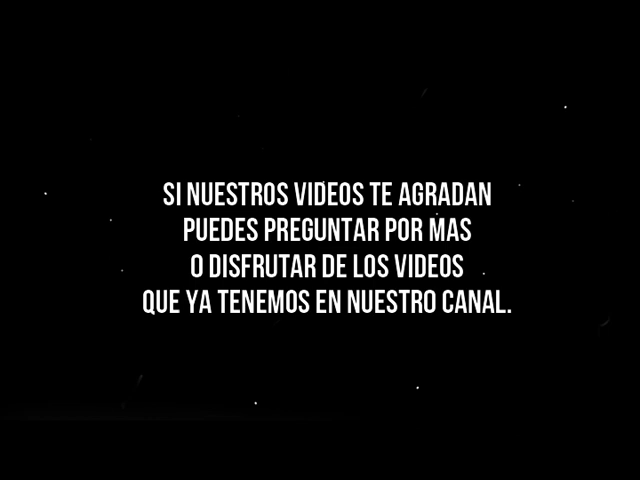 SI NUESTROS VIDEOS TE AGRADAN
PUEDES PREGUNTAR POR MAS
O DISFRUTAR DE LOS VIDEOS
QUE YA TENEMOS EN NUESTRO CANAL.